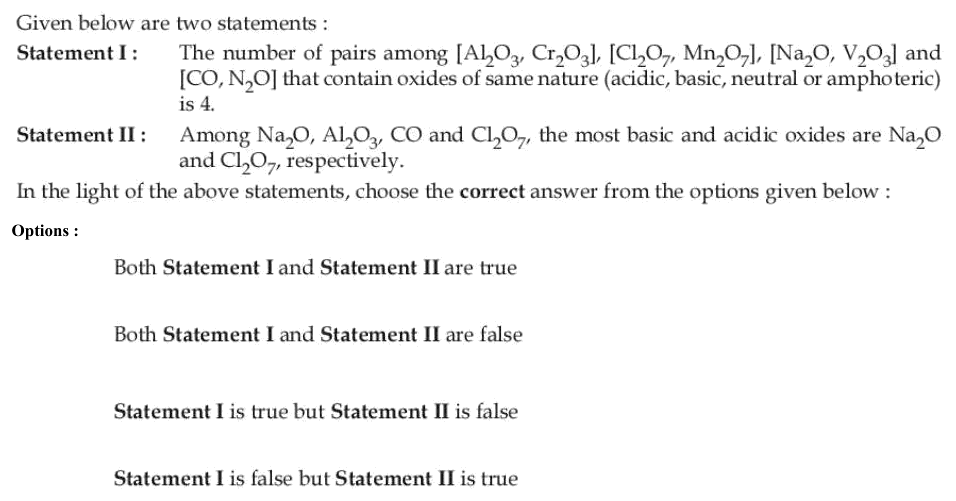 Given below are two statements :
Statement I : The number of pairs among [Al₂O₃, Cr₂O₃], [Cl₂O₇, Mn₂O₇], [Na₂O, V₂O₃] and
[CO, N₂O] that contain oxides of same nature (acidic, basic, neutral or amphoteric)
is 4.
Statement II : Among Na₂O, Al₂O₃, CO and Cl₂O₇, the most basic and acidic oxides are Na₂O
and Cl₂O₇, respectively.
In the light of the above statements, choose the correct answer from the options given below :
Options :
Both Statement I and Statement II are true
Both Statement I and Statement II are false
Statement I is true but Statement II is false
Statement I is false but Statement II is true